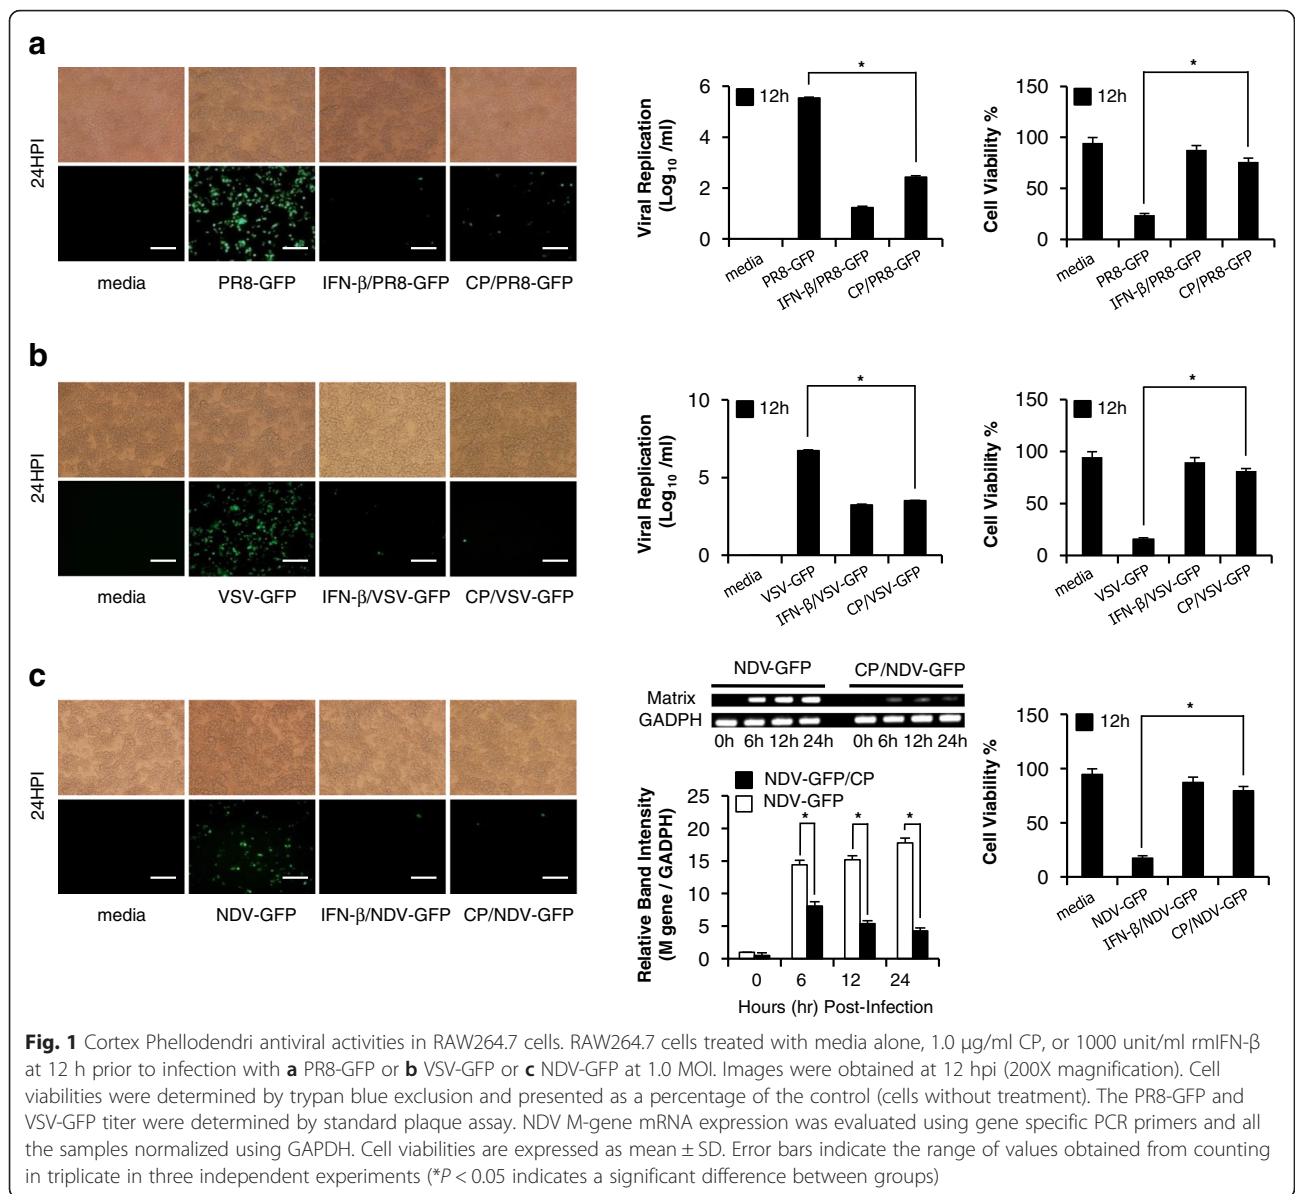 a
24HPI
media PR8-GFP IFN-β/PR8-GFP CP/PR8-GFP
Viral Replication
(Log10 /ml)
6
4
2
0
12h
*
media
PR8-GFP
IFN-β/PR8-GFP
CP/PR8-GFP
Cell Viability %
150
100
50
0
12h
*
media
PR8-GFP
IFN-β/PR8-GFP
CP/PR8-GFP
b
24HPI
media VSV-GFP IFN-β/VSV-GFP CP/VSV-GFP
Viral Replication
(Log10 /ml)
10
5
0
12h
*
media
VSV-GFP
IFN-β/VSV-GFP
CP/VSV-GFP
Cell Viability %
150
100
50
0
12h
*
media
VSV-GFP
IFN-β/VSV-GFP
CP/VSV-GFP
c
24HPI
media NDV-GFP IFN-β/NDV-GFP CP/NDV-GFP
NDV-GFP CP/NDV-GFP
Matrix
GADPH
0h 6h 12h 24h 0h 6h 12h 24h
NDV-GFP/CP
NDV-GFP
Relative Band Intensity
(M gene / GADPH)
25
20
15
10
5
0
* * *
0 6 12 24
Hours (hr) Post-Infection
Cell Viability %
150
100
50
0
12h
*
media
NDV-GFP
IFN-β/NDV-GFP
CP/NDV-GFP
Fig. 1 Cortex Phellodendri antiviral activities in RAW264.7 cells. RAW264.7 cells treated with media alone, 1.0 μg/ml CP, or 1000 unit/ml rmIFN-β
at 12 h prior to infection with a PR8-GFP or b VSV-GFP or c NDV-GFP at 1.0 MOI. Images were obtained at 12 hpi (200X magnification). Cell
viabilities were determined by trypan blue exclusion and presented as a percentage of the control (cells without treatment). The PR8-GFP and
VSV-GFP titer were determined by standard plaque assay. NDV M-gene mRNA expression was evaluated using gene specific PCR primers and all
the samples normalized using GAPDH. Cell viabilities are expressed as mean ± SD. Error bars indicate the range of values obtained from counting
in triplicate in three independent experiments (*P < 0.05 indicates a significant difference between groups)